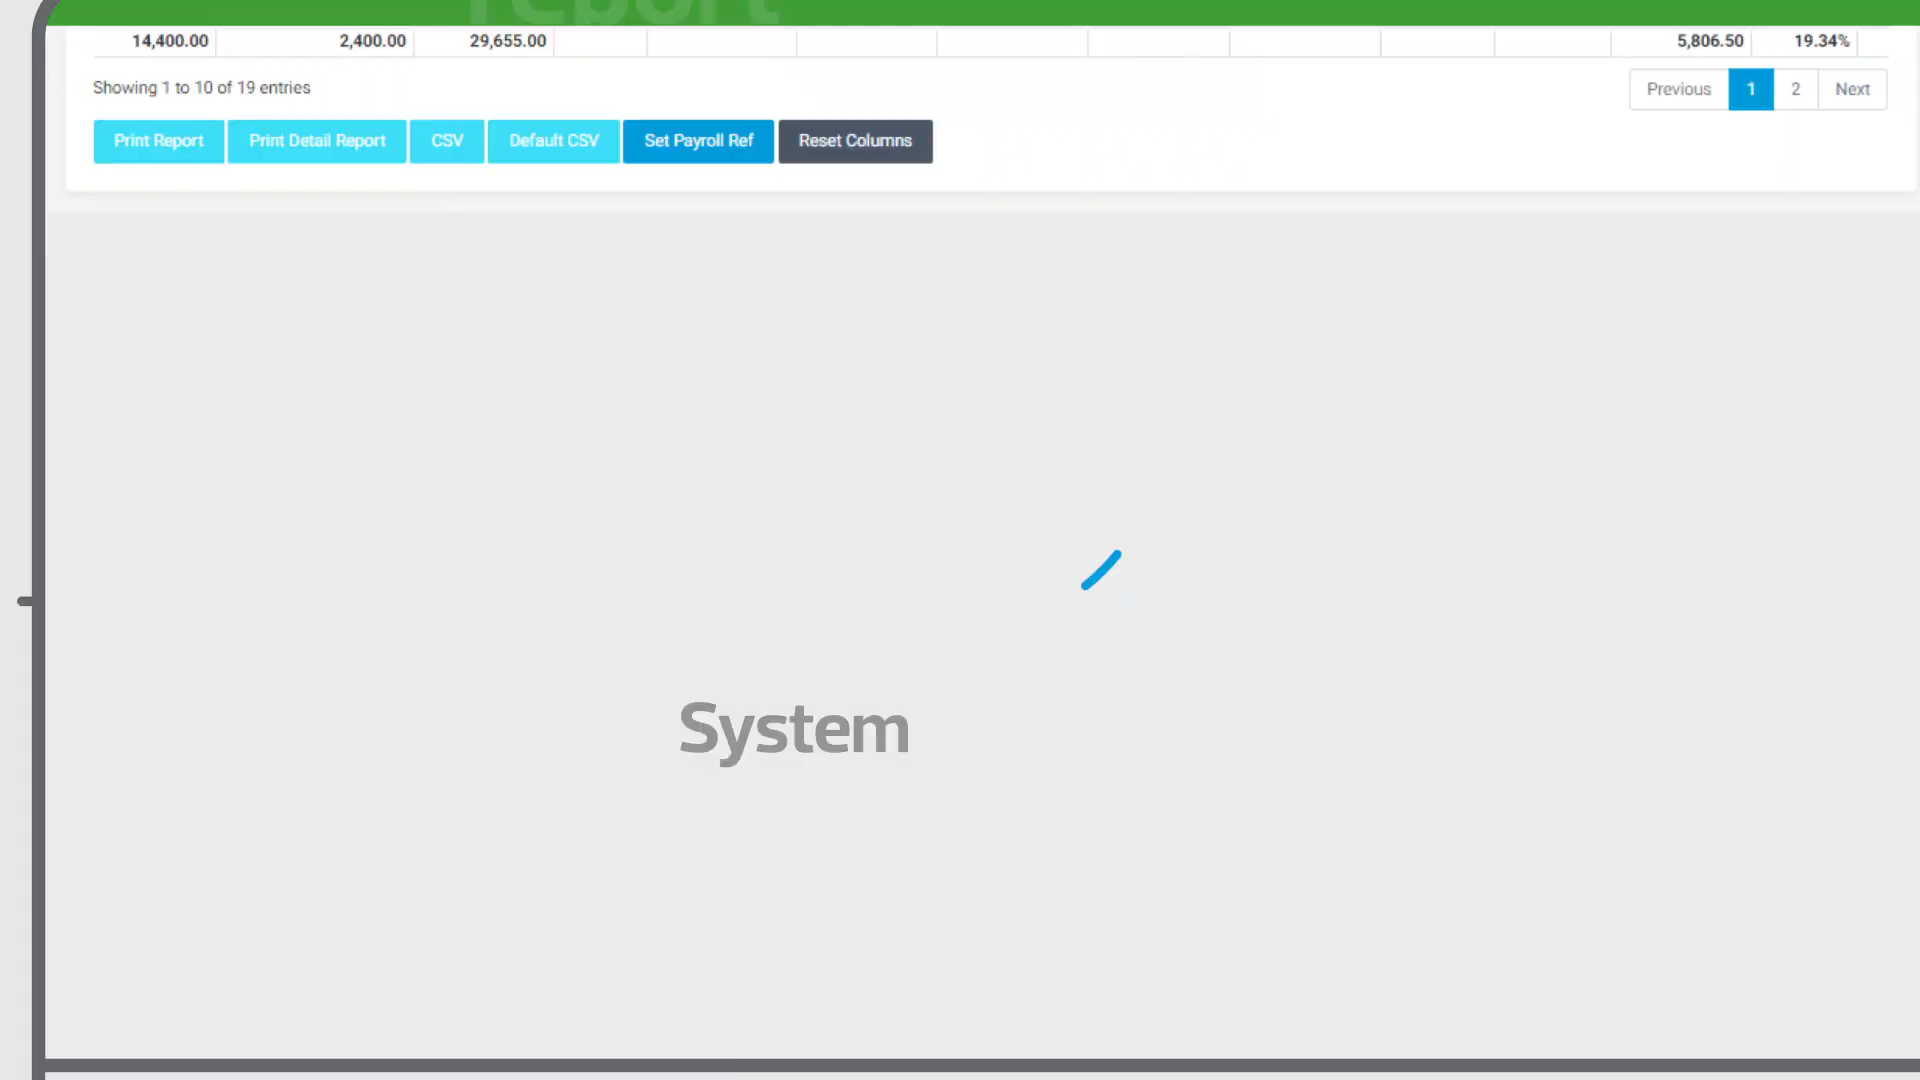 report
14,400.00 2,400.00 29,655.00 5,806.50 19.34%
Showing 1 to 10 of 19 entries
Previous 1 2 Next
Print Report Print Detail Report CSV Default CSV Set Payroll Ref Reset Columns
System